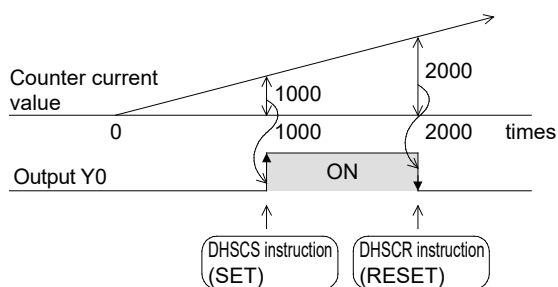 2000
Counter current
value
1000
0
1000
2000
times
Output Y0
ON
DHSCS instruction
(SET)
DHSCR instruction
(RESET)